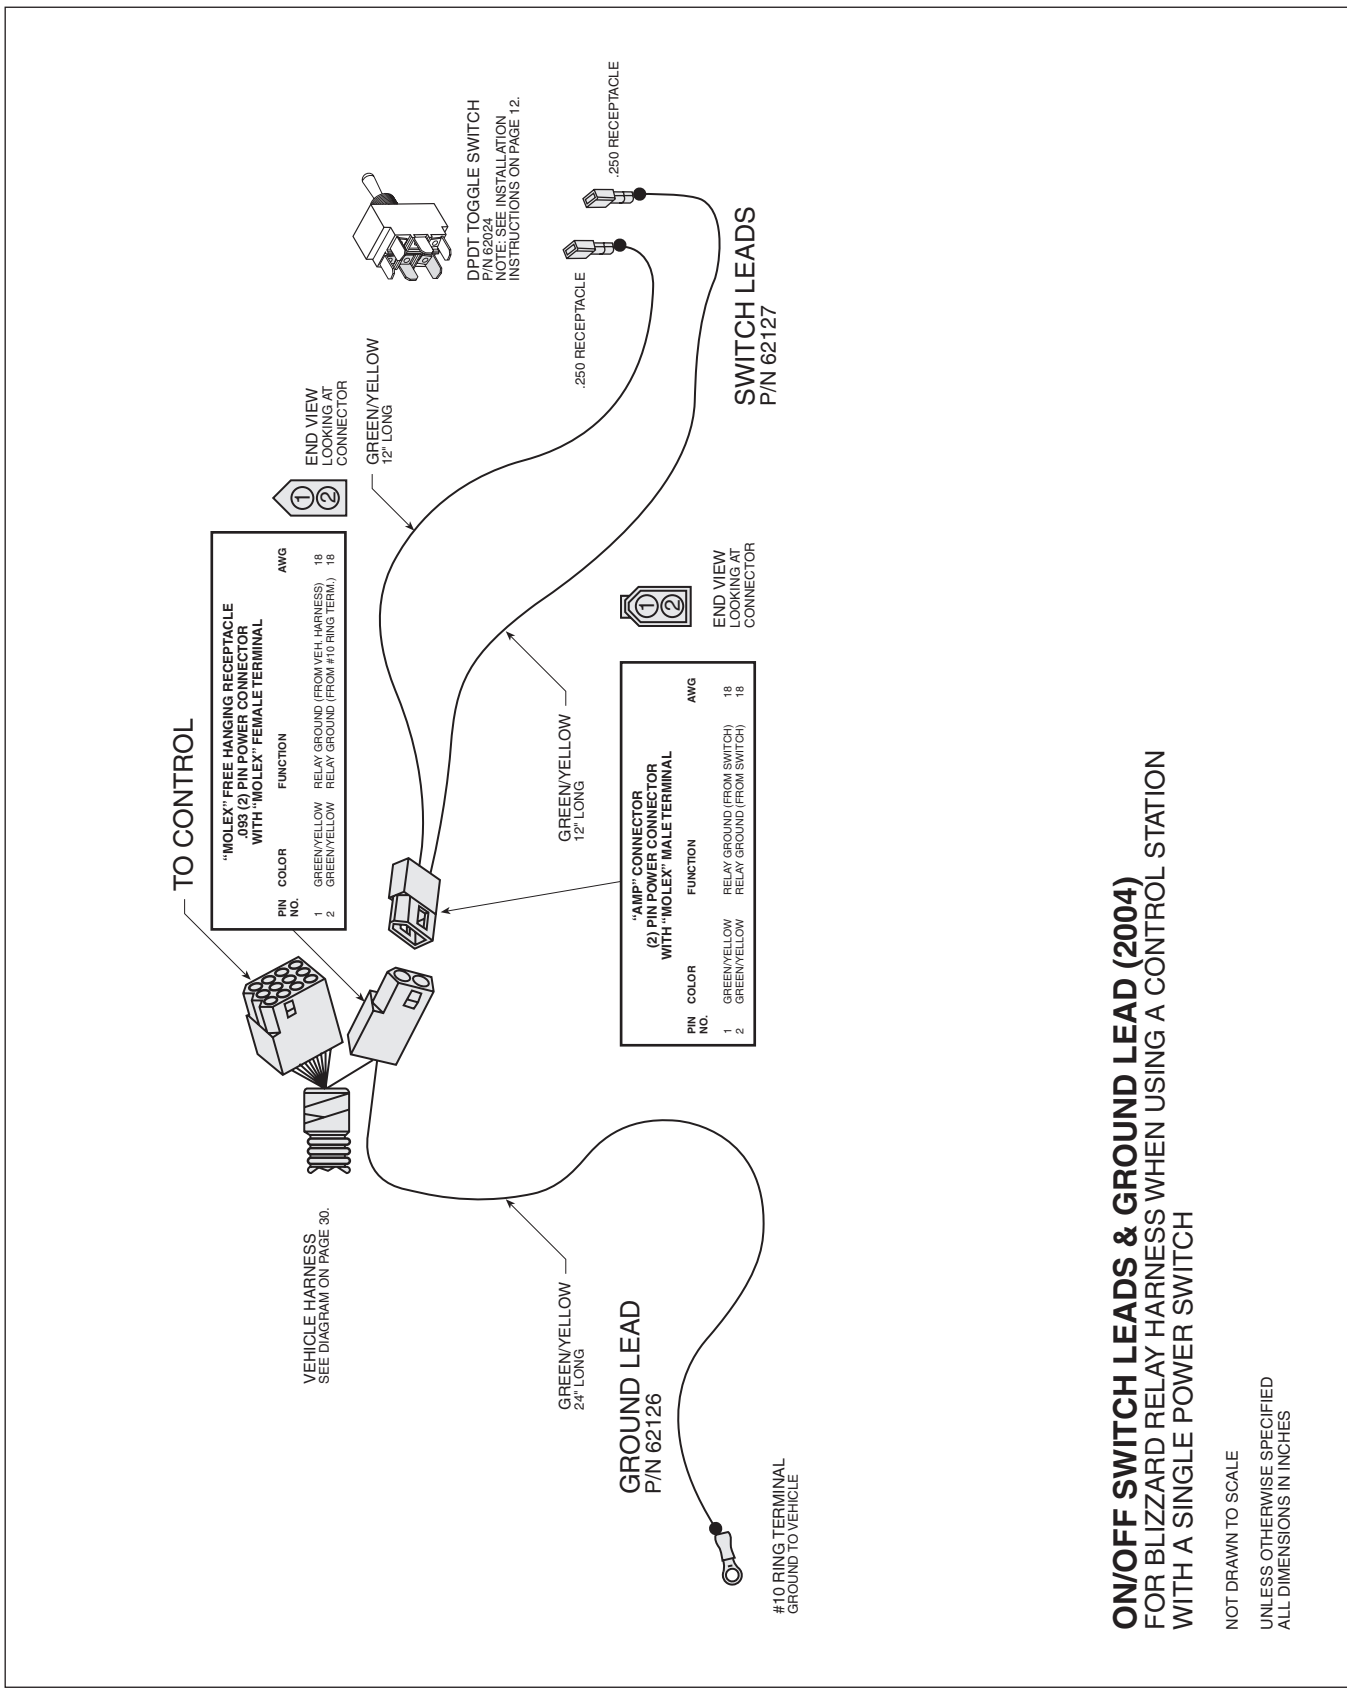 TO CONTROL
"MOLEX" FREE HANGING RECEPTACLE
.093 (2) PIN POWER CONNECTOR
WITH "MOLEX" FEMALE TERMINAL
PIN NO. COLOR FUNCTION AWG
1 GREEN/YELLOW RELAY GROUND (FROM VEH. HARNESS) 18
2 GREEN/YELLOW RELAY GROUND (FROM #10 RING TERM.) 18
1
2
END VIEW
LOOKING AT
CONNECTOR
GREEN/YELLOW
12" LONG
DPDT TOGGLE SWITCH
P/N 62024
NOTE: SEE INSTALLATION
INSTRUCTIONS ON PAGE 12.
.250 RECEPTACLE
.250 RECEPTACLE
SWITCH LEADS
P/N 62127
VEHICLE HARNESS
SEE DIAGRAM ON PAGE 30.
GREEN/YELLOW
24" LONG
GREEN/YELLOW
12" LONG
GROUND LEAD
P/N 62126
"AMP" CONNECTOR
(2) PIN POWER CONNECTOR
WITH "MOLEX" MALE TERMINAL
PIN NO. COLOR FUNCTION AWG
1 GREEN/YELLOW RELAY GROUND (FROM SWITCH) 18
2 GREEN/YELLOW RELAY GROUND (FROM SWITCH) 18
1
2
END VIEW
LOOKING AT
CONNECTOR
#10 RING TERMINAL
GROUND TO VEHICLE
ON/OFF SWITCH LEADS & GROUND LEAD (2004)
FOR BLIZZARD RELAY HARNESS WHEN USING A CONTROL STATION
WITH A SINGLE POWER SWITCH
NOT DRAWN TO SCALE
UNLESS OTHERWISE SPECIFIED
ALL DIMENSIONS IN INCHES